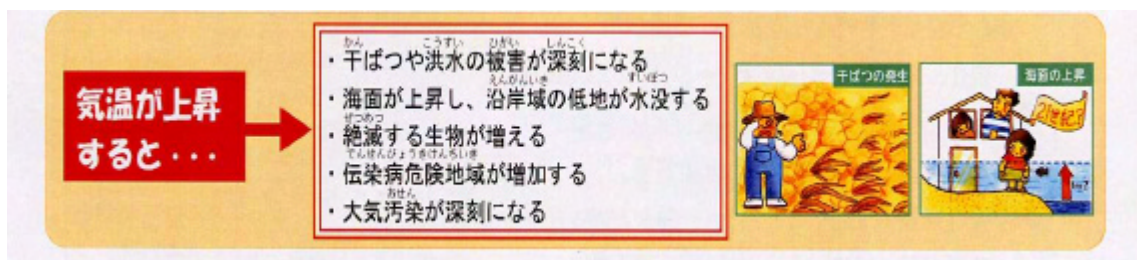 気温が上昇
すると・・・
・干ばつや洪水の被害が深刻になる
・海面が上昇し、沿岸域の低地が水没する
・絶滅する生物が増える
・伝染病危険地域が増加する
・大気汚染が深刻になる
干ばつの発生
海面の上昇
21世紀?
1m?